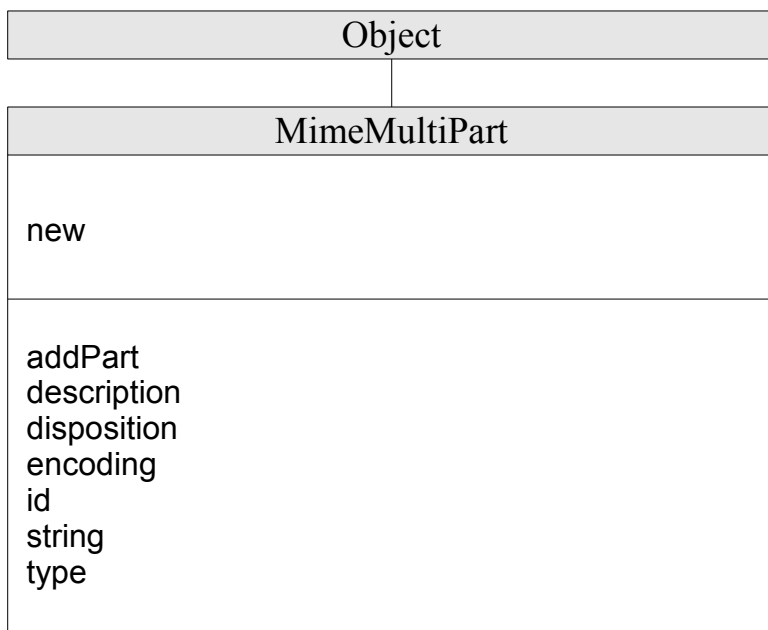 Object
MimeMultiPart
new
addPart
description
disposition
encoding
id
string
type